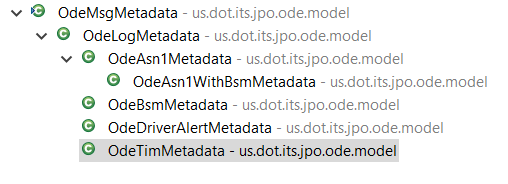 OdeMsgMetadata - us.dot.its.jpo.ode.model
OdeLogMetadata - us.dot.its.jpo.ode.model
OdeAsn1Metadata - us.dot.its.jpo.ode.model
OdeAsn1WithBsmMetadata - us.dot.its.jpo.ode.model
OdeBsmMetadata - us.dot.its.jpo.ode.model
OdeDriverAlertMetadata - us.dot.its.jpo.ode.model
OdeTimMetadata - us.dot.its.jpo.ode.model